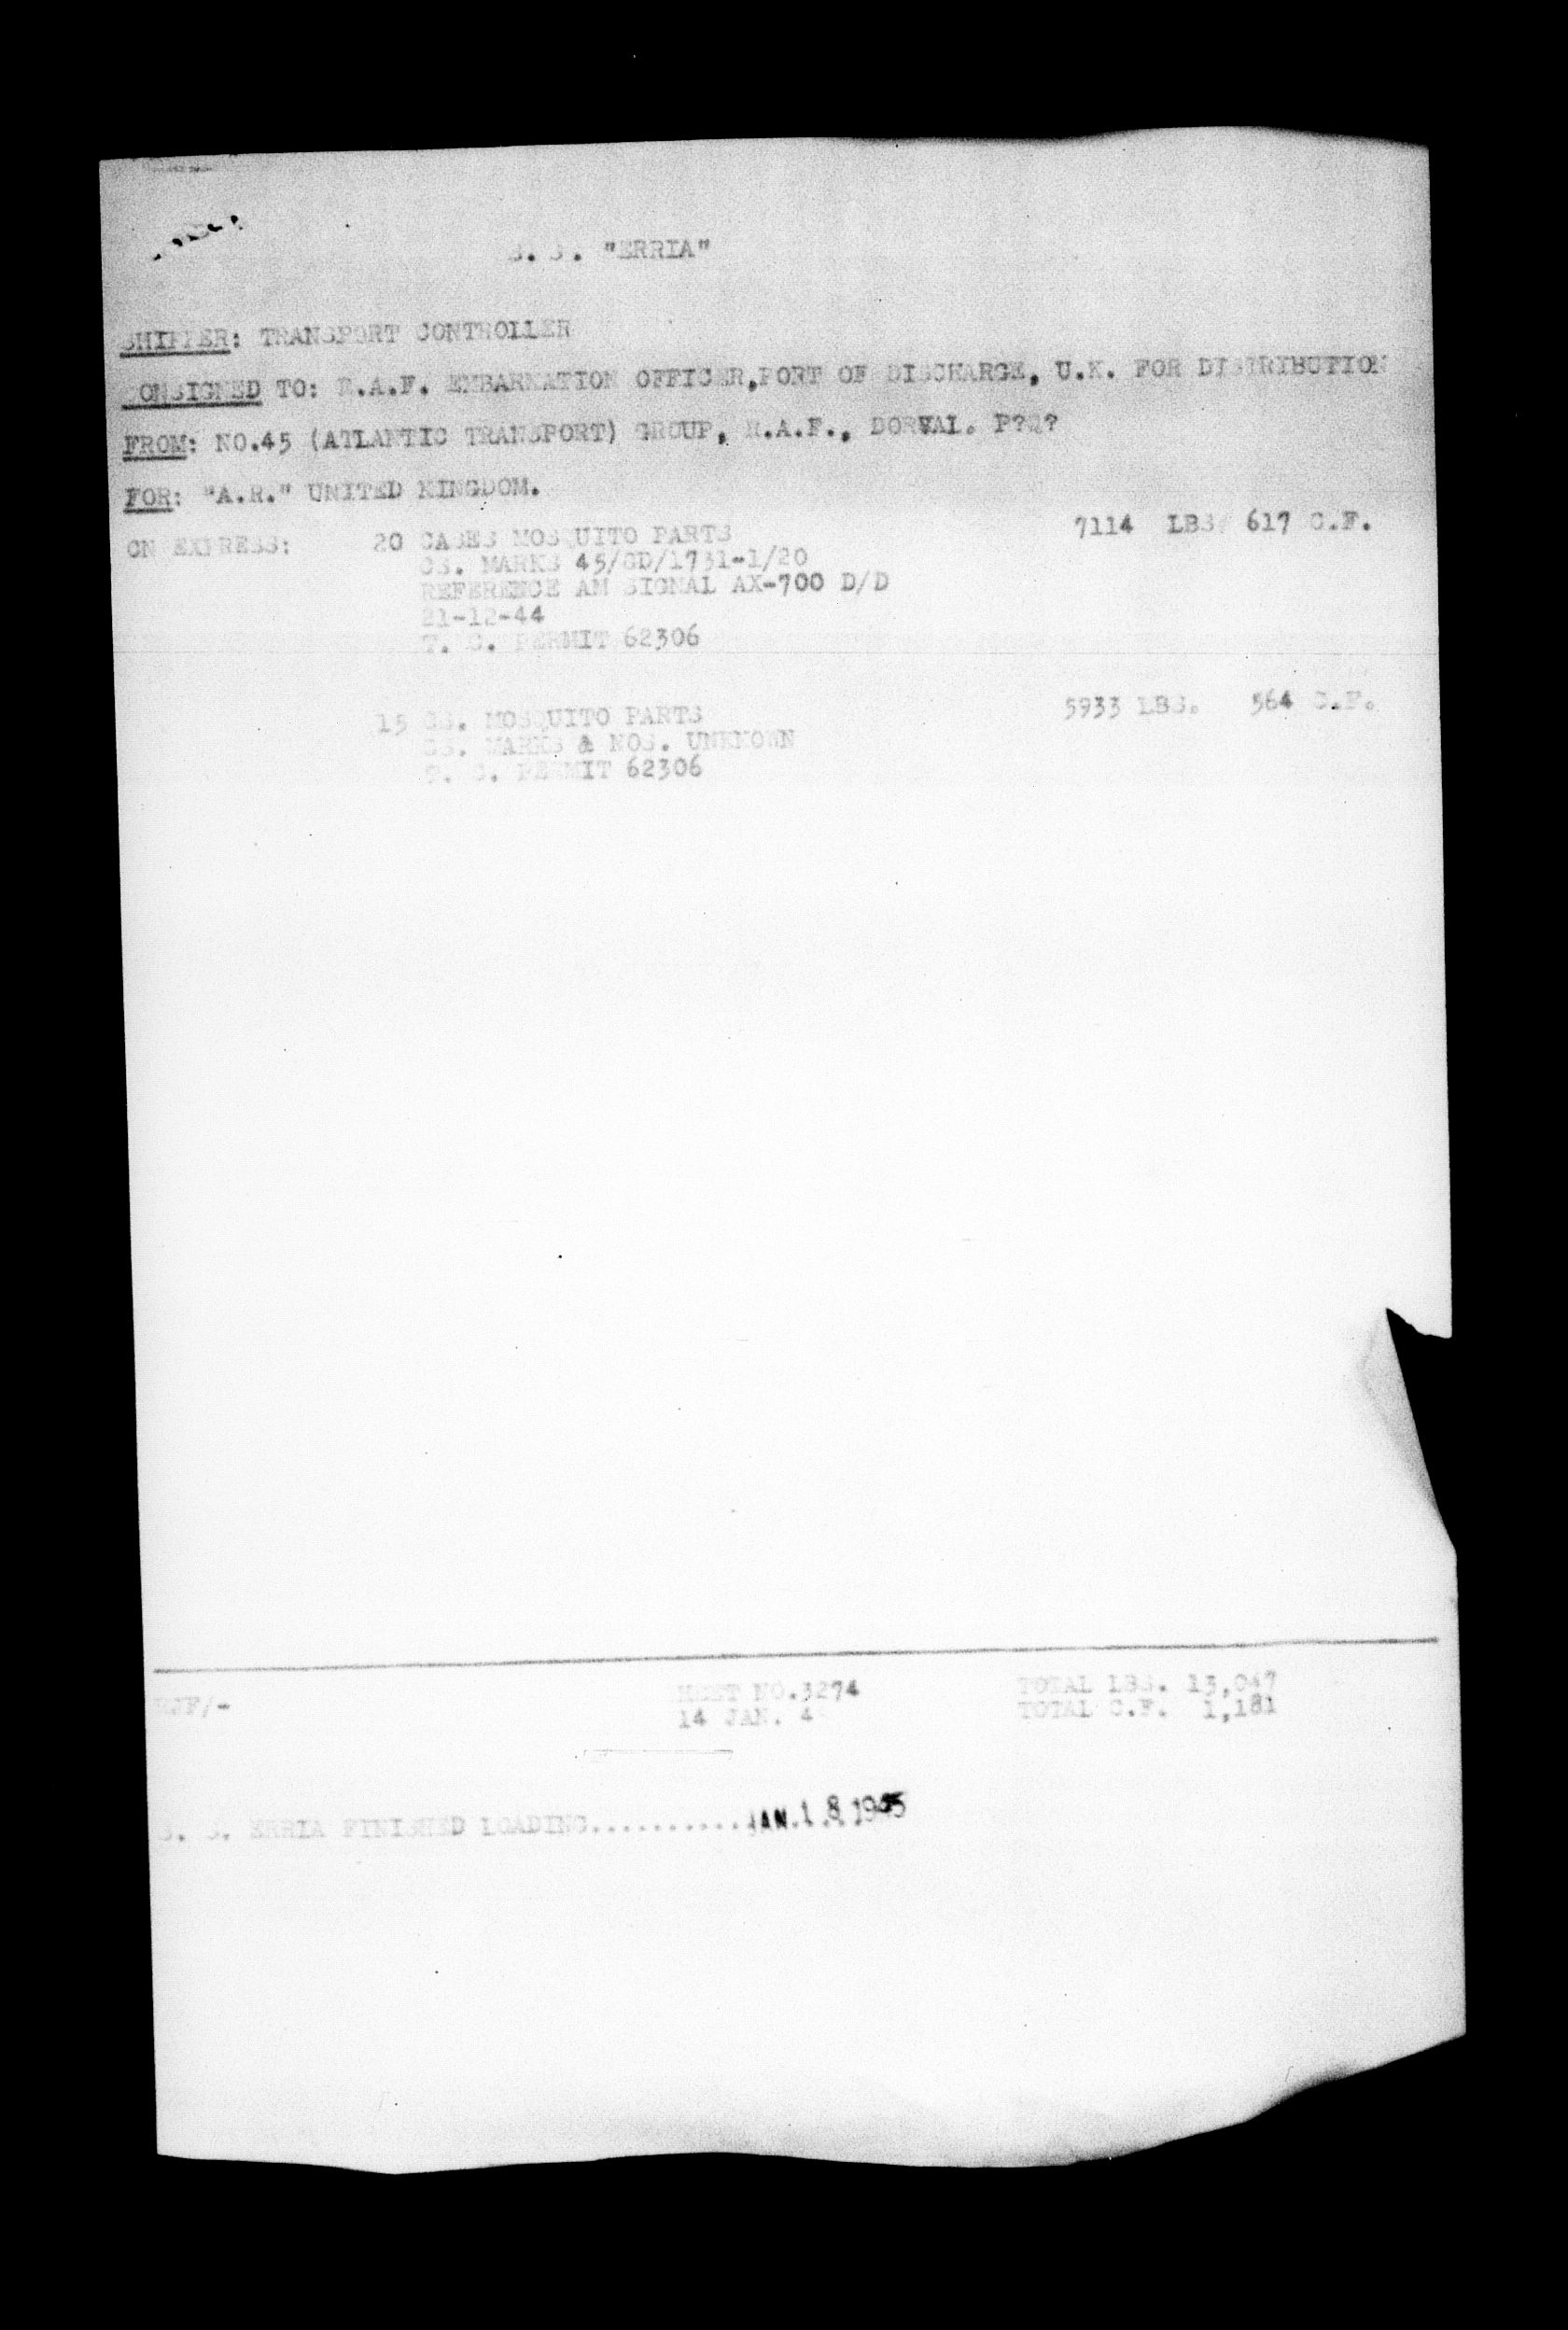 S. S. "ERRIA"
SHIPPER: TRANSPORT CONTROLLER
CONSIGNED TO: R.A.F. EMBARKATION OFFICER,PORT OF DISCHARGE, U.K. FOR DISTRIBUTION
FROM: NO.45 (ATLANTIC TRANSPORT) GROUP, R.A.F., DORVAL. P?Q?
FOR: "A.R." UNITED KINGDOM.
CN EXPRESS: 20 CASES MOSQUITO PARTS 7114 LBS. 617 C.F.
CS. MARKS 45/GD/1731-1/20
REFERENCE AM SIGNAL AX-700 D/D
21-12-44
T. C. PERMIT 62306
15 CS. MOSQUITO PARTS 5933 LBS. 564 C.F.
CS. MARKS & NOS. UNKNOWN
T. C. PERMIT 62306
NO.3274 TOTAL LBS. 13,047
14 JAN. 4 TOTAL C.F. 1,181
S. S. ERRIA FINISHED LOADING..........JAN.18.1945